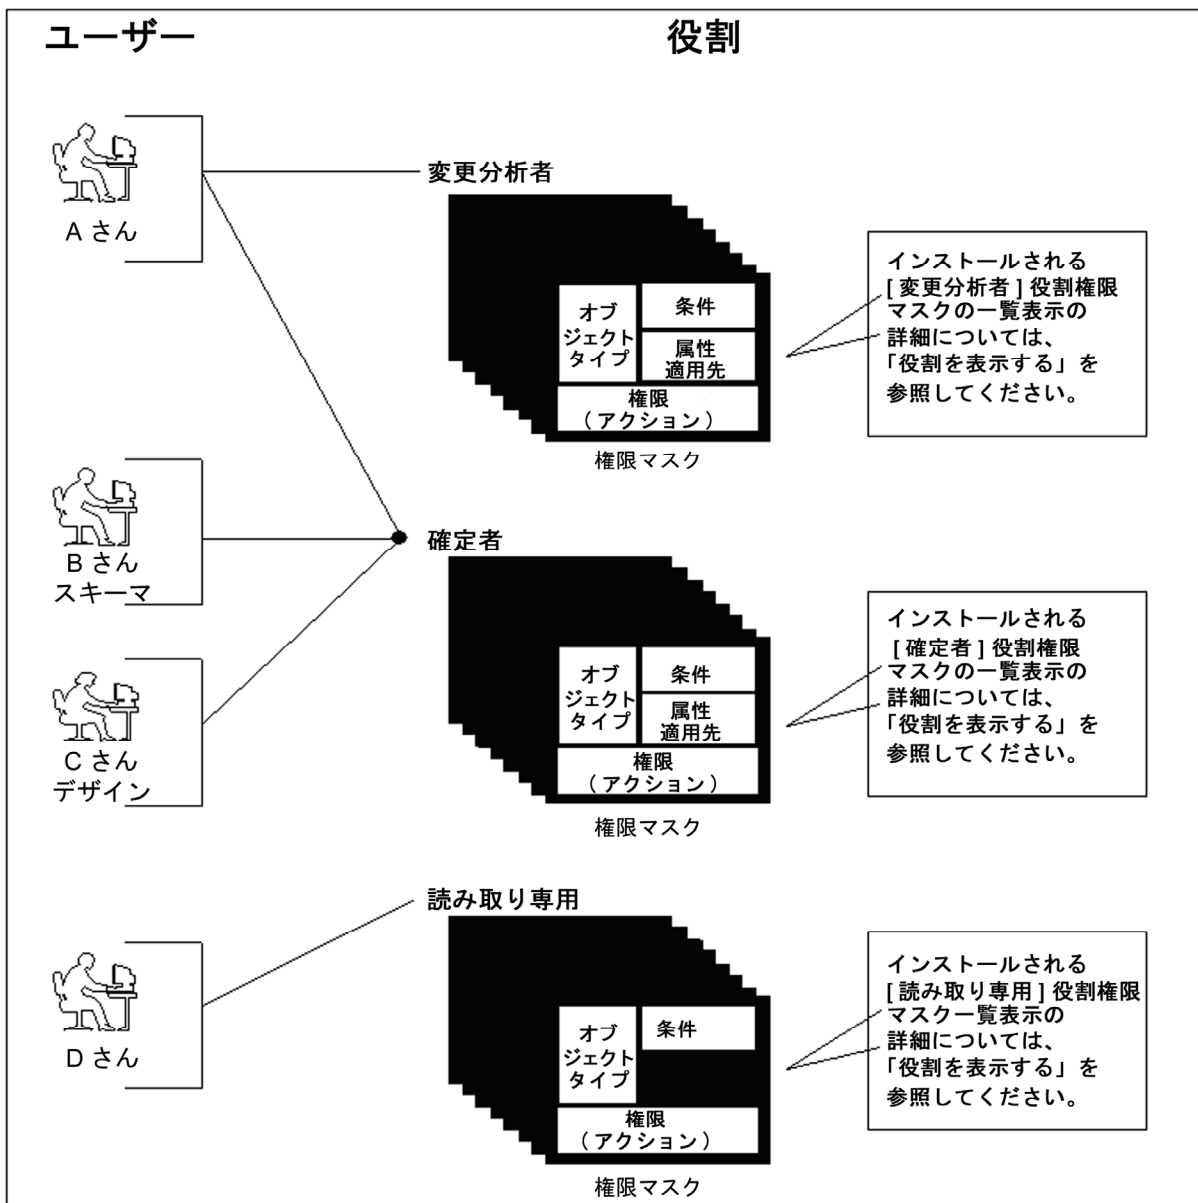 ユーザー
役割
A さん
変更分析者
オブ
ジェクト
タイプ
条件
属性
適用先
権限
( アクション )
権限マスク
インストールされる
[ 変更分析者 ] 役割権限
マスクの一覧表示の
詳細については、
「役割を表示する」を
参照してください。
B さん
スキーマ
C さん
デザイン
確定者
オブ
ジェクト
タイプ
条件
属性
適用先
権限
( アクション )
権限マスク
インストールされる
[ 確定者 ] 役割権限
マスクの一覧表示の
詳細については、
「役割を表示する」を
参照してください。
D さん
読み取り専用
オブ
ジェクト
タイプ
条件
権限
( アクション )
権限マスク
インストールされる
[ 読み取り専用 ] 役割権限
マスク一覧表示の
詳細については、
「役割を表示する」を
参照してください。